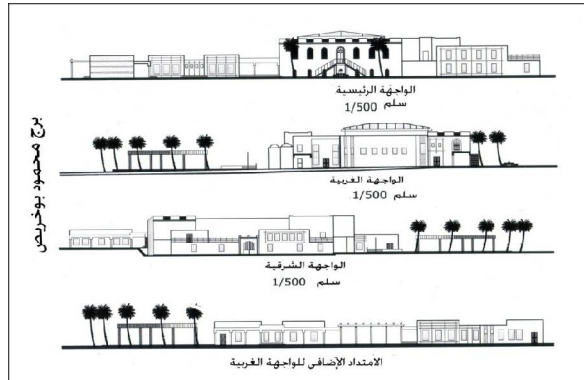 برج محمود بوخريص
الواجهة الرئيسية
سلم 1/500
الواجهة الغربية
سلم 1/500
الواجهة الشرقية
سلم 1/500
الامتداد الإضافي للواجهة الغربية